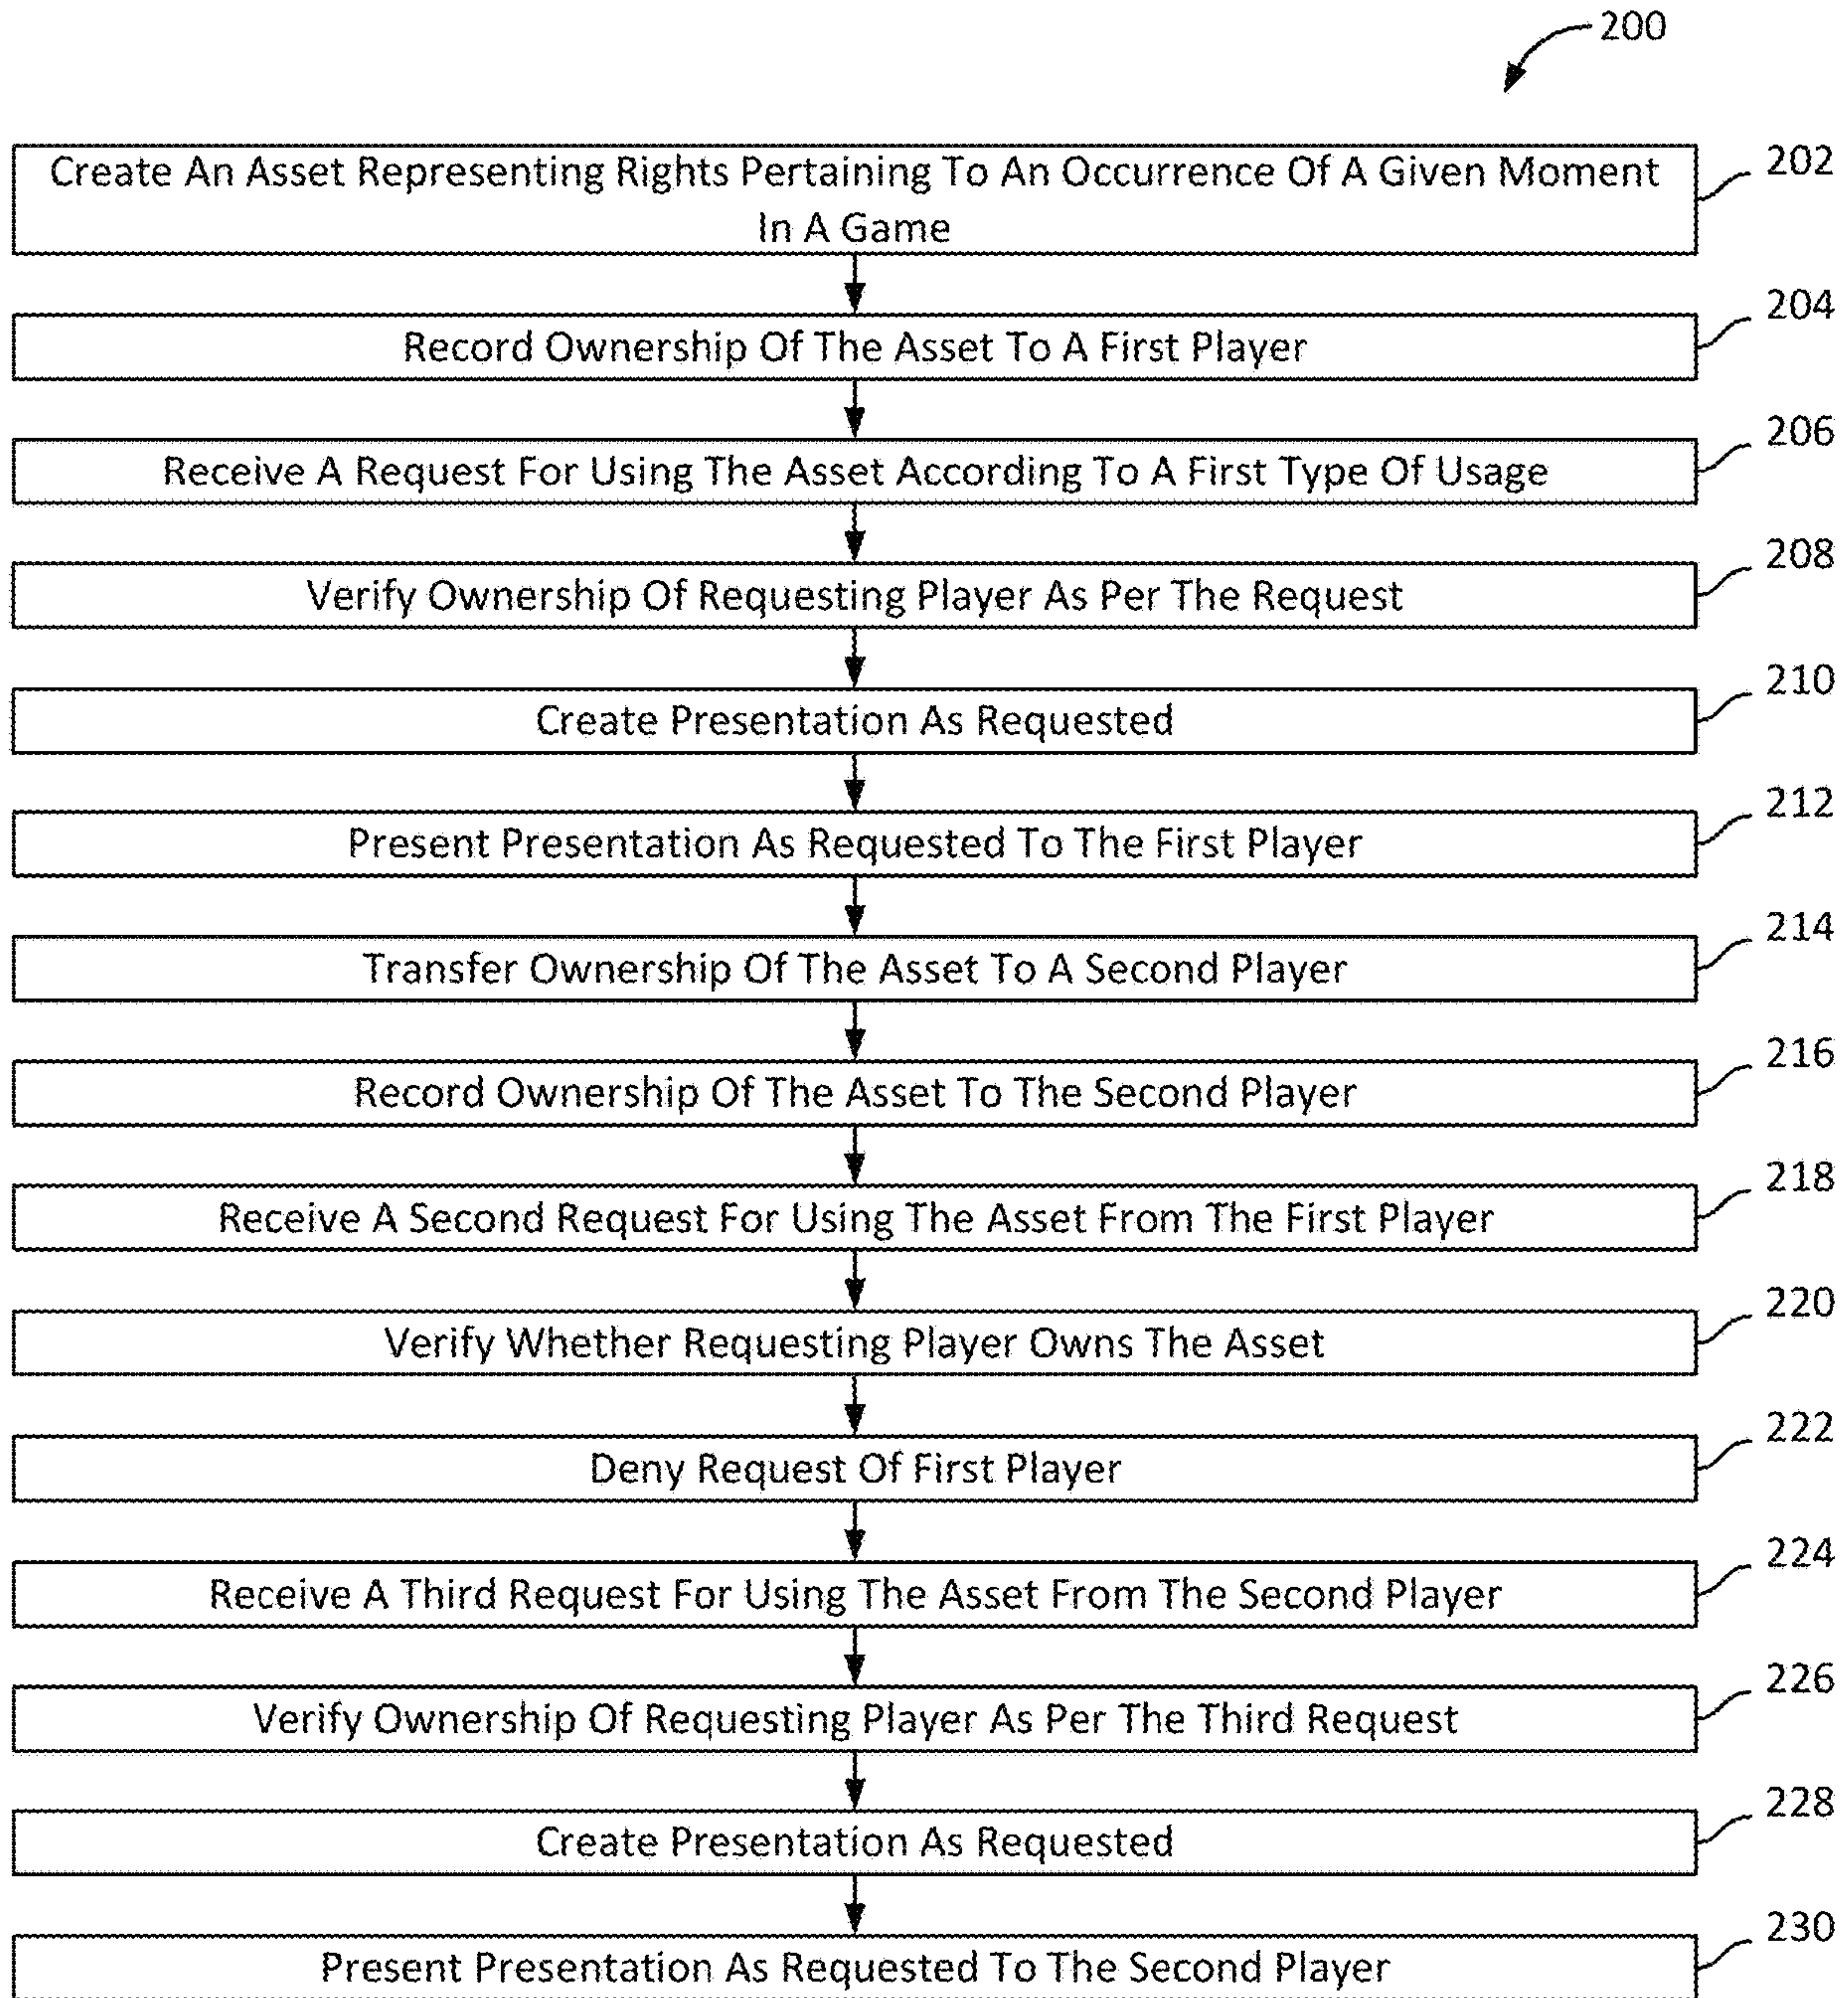 200
Create An Asset Representing Rights Pertaining To An Occurrence Of A Given Moment
In A Game
202
Record Ownership Of The Asset To A First Player
204
Receive A Request For Using The Asset According To A First Type Of Usage
206
Verify Ownership Of Requesting Player As Per The Request
208
Create Presentation As Requested
210
Present Presentation As Requested To The First Player
212
Transfer Ownership Of The Asset To A Second Player
214
Record Ownership Of The Asset To The Second Player
216
Receive A Second Request For Using The Asset From The First Player
218
Verify Whether Requesting Player Owns The Asset
220
Deny Request Of First Player
222
Receive A Third Request For Using The Asset From The Second Player
224
Verify Ownership Of Requesting Player As Per The Third Request
226
Create Presentation As Requested
228
Present Presentation As Requested To The Second Player
230